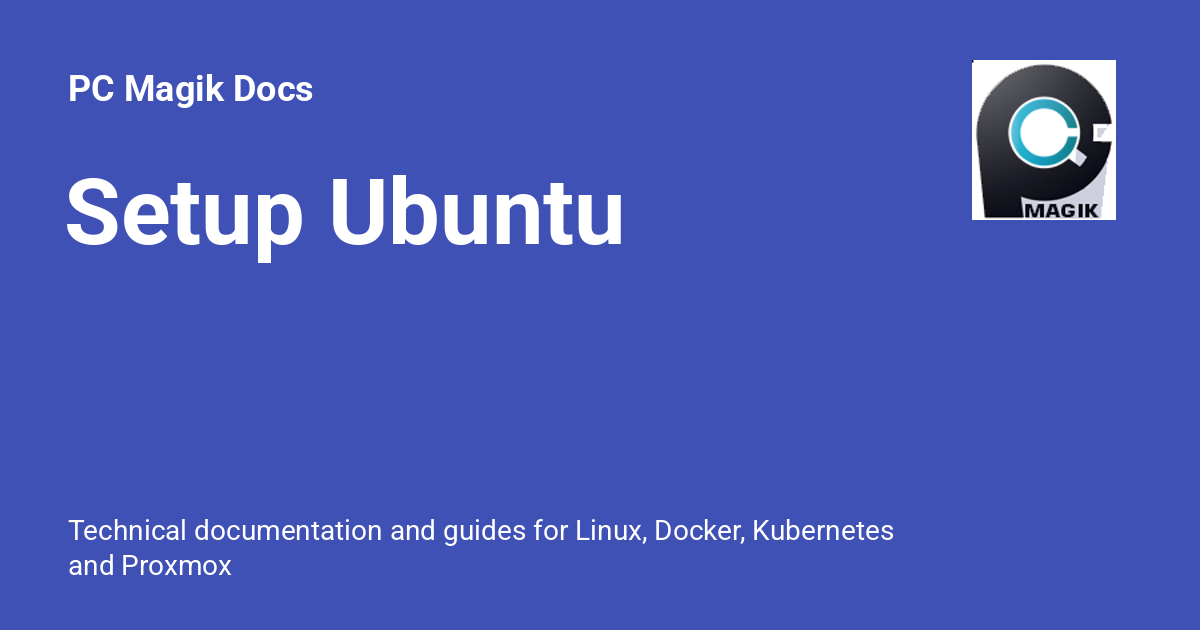 PC Magik Docs
Setup Ubuntu
MAGIK
Technical documentation and guides for Linux, Docker, Kubernetes
and Proxmox